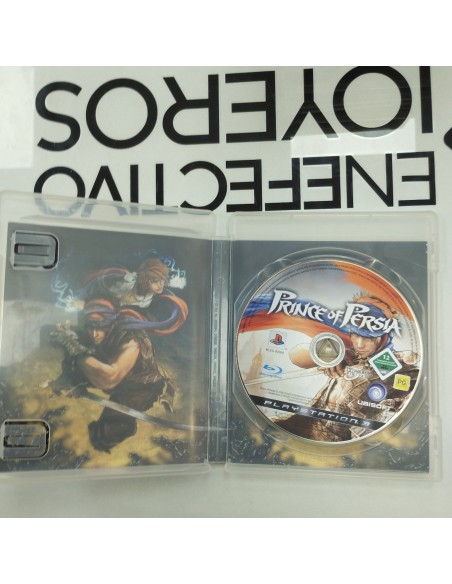 ENEFECTIVO
JOYEROS
PRINCE OF PERSIA
12
PG
UBISOFT
PLAYSTATION 3